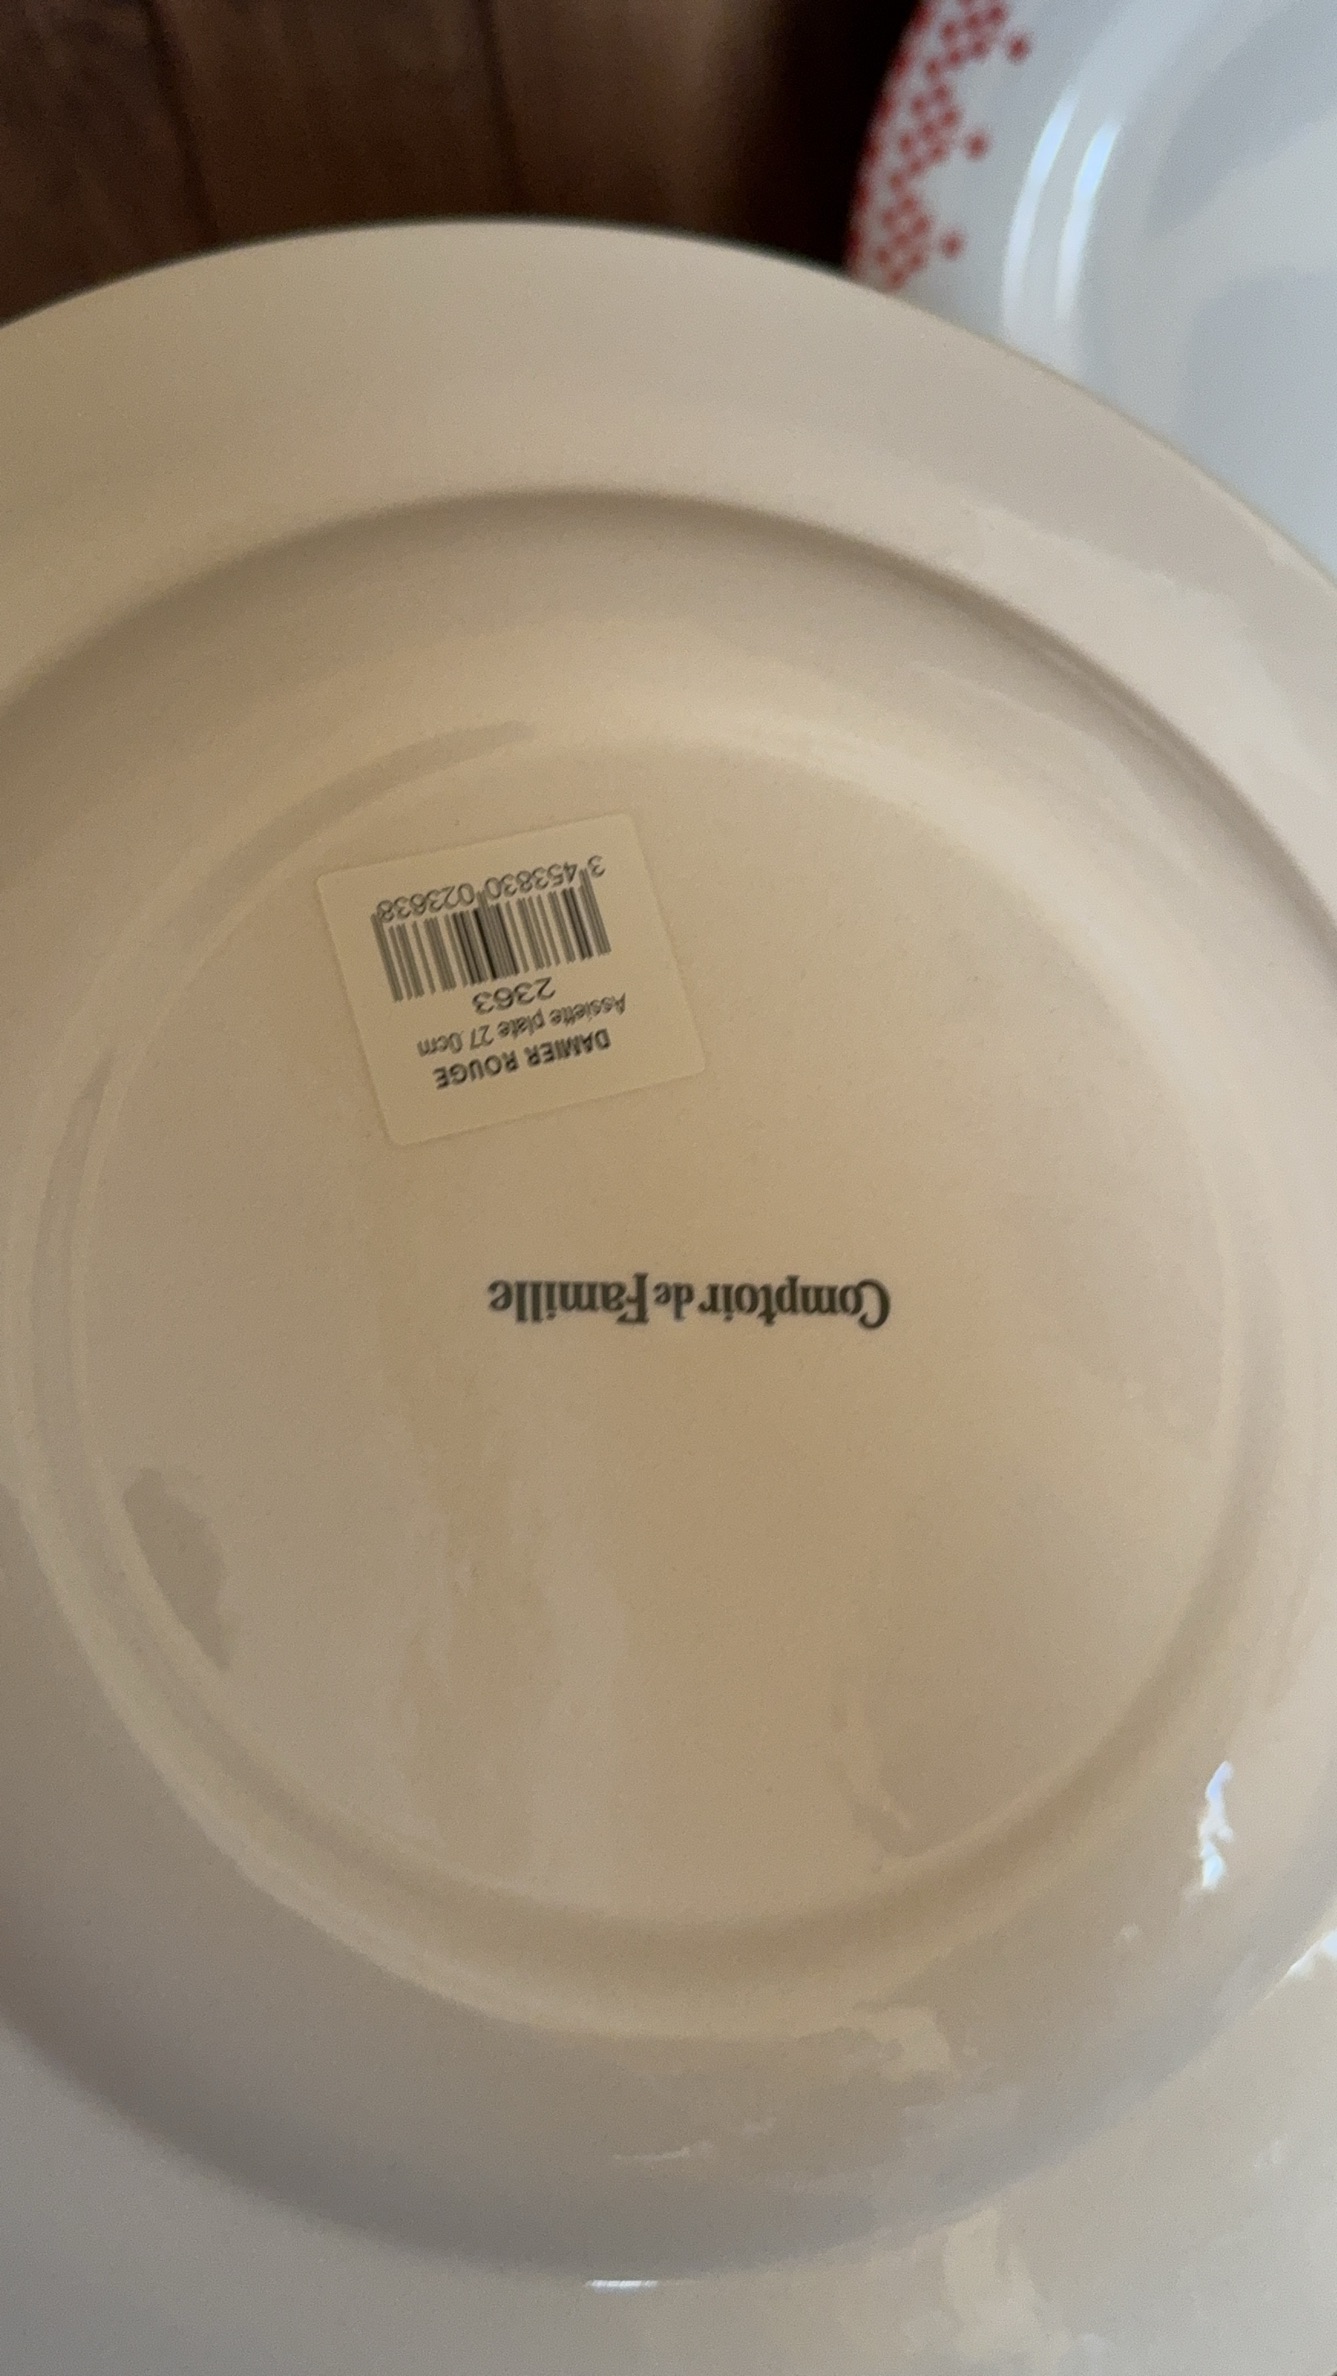 Comptoir de Famille
DAMIER ROUGE
Assiette plate 27.0cm
2363
3 453830 023638